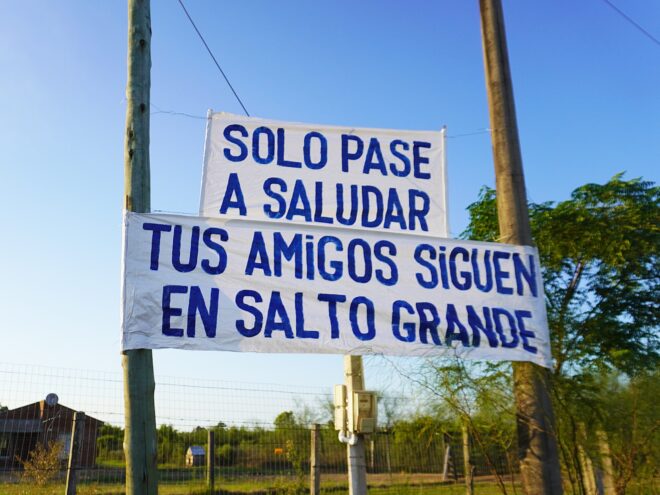 SOLO PASE
A SALUDAR
TUS AMiGOS SiGUEN
EN SALTO GRANDE